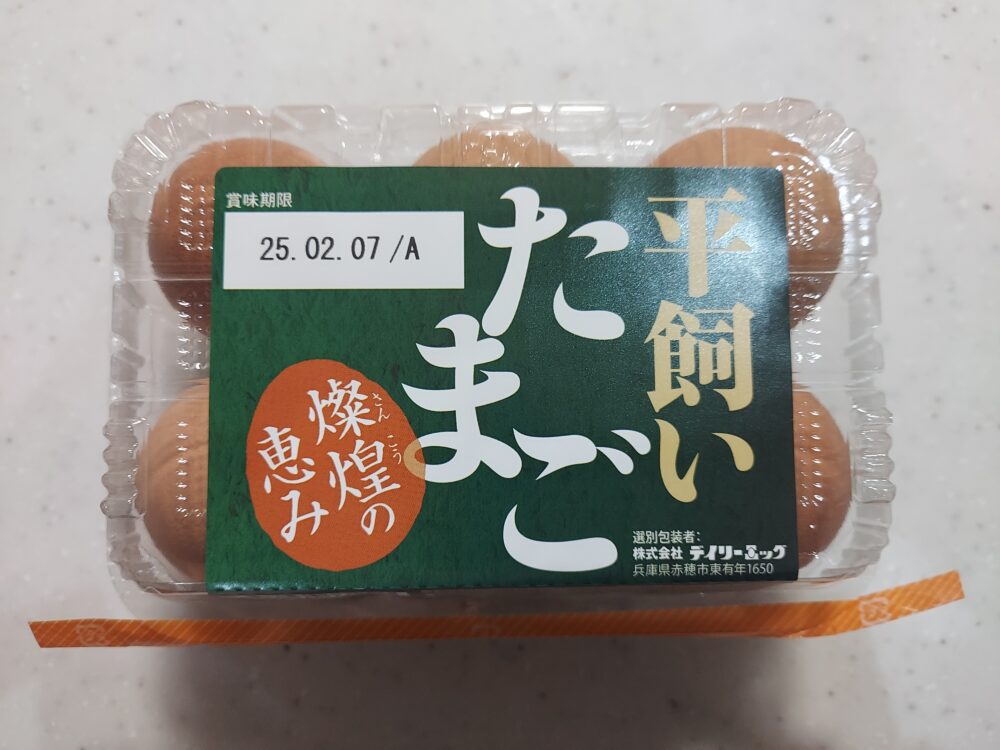 賞味期限
25.02.07/A
平飼い
たまご
燦煌の
さんこう
恵み
選別包装者:
株式会社 デイリーエッグ
兵庫県赤穂市東有年1650